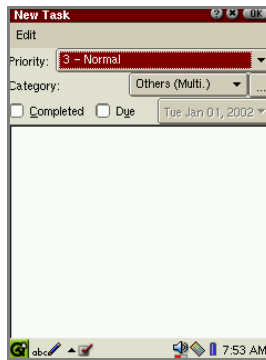 New Task ? x OK
Edit
Priority: 3 - Normal
Category: Others (Multi.) ...
Completed Due Tue Jan 01, 2002
abc 7:53 AM